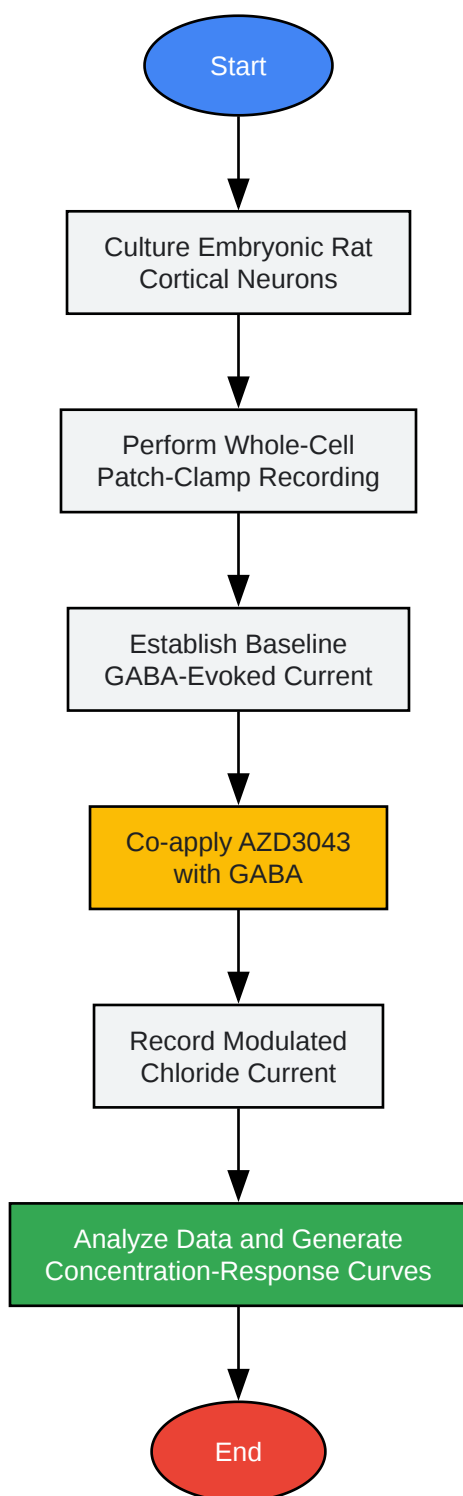 Start
Culture Embryonic Rat
Cortical Neurons
Perform Whole-Cell
Patch-Clamp Recording
Establish Baseline
GABA-Evoked Current
Co-apply AZD3043
with GABA
Record Modulated
Chloride Current
Analyze Data and Generate
Concentration-Response Curves
End